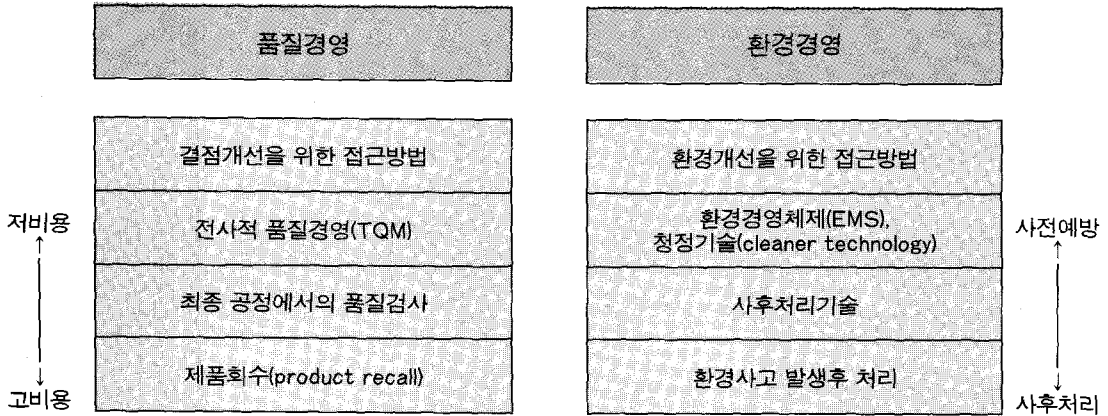 품질경영
환경경영
결점개선을 위한 접근방법
환경개선을 위한 접근방법
저비용
전사적 품질경영(TQM)
환경경영체제(EMS),
청정기술(cleaner technology)
사전예방
최종 공정에서의 품질검사
사후처리기술
고비용
제품회수(product recall)
환경사고 발생후 처리
사후처리